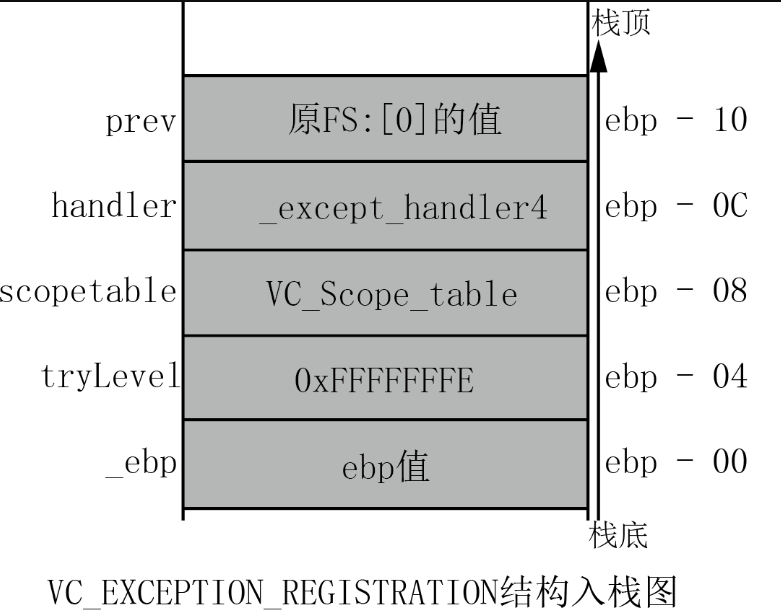 栈顶
prev 原FS:[0]的值 ebp - 10
handler _except_handler4 ebp - 0C
scopetable VC_Scope_table ebp - 08
tryLevel 0xFFFFFFFE ebp - 04
_ebp ebp值 ebp - 00
栈底
VC_EXCEPTION_REGISTRATION结构入栈图